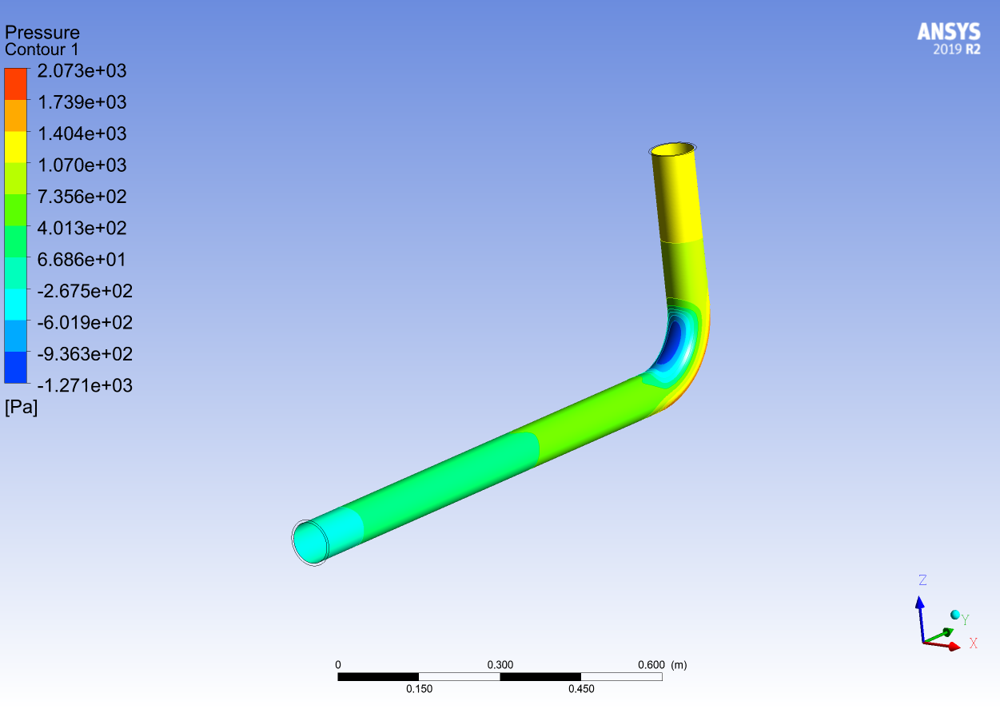 Pressure
Contour 1
2.073e+03
1.739e+03
1.404e+03
1.070e+03
7.356e+02
4.013e+02
6.686e+01
-2.675e+02
-6.019e+02
-9.363e+02
-1.271e+03
[Pa]
ANSYS
2019 R2
Z
Y
X
0 0.300 0.600 (m)
0.150 0.450